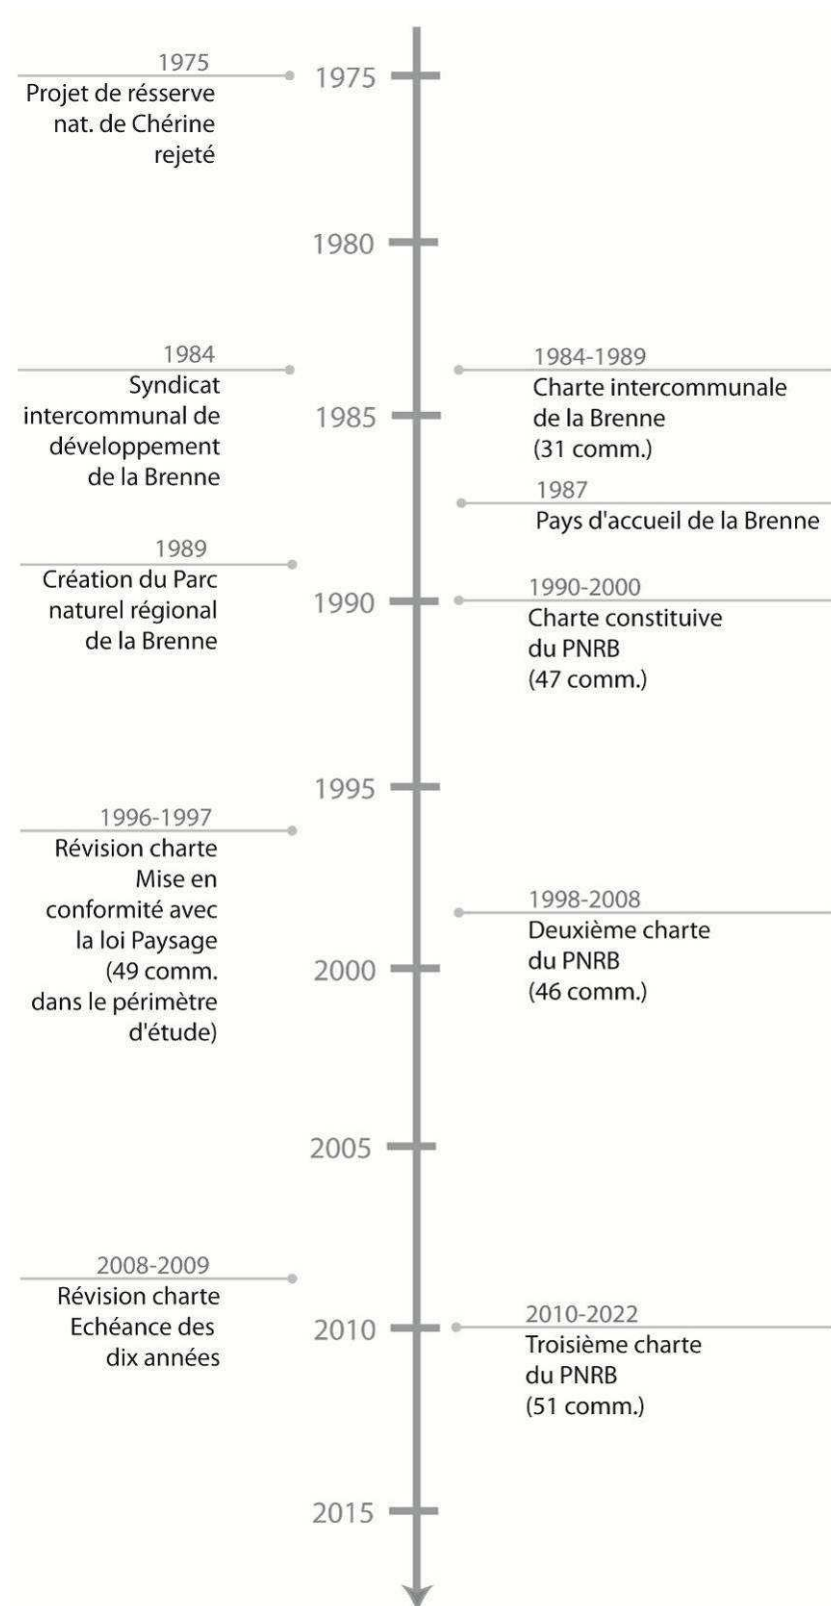 1975
Projet de résserve
nat. de Chérine
rejeté
1975
1980
1984
Syndicat
intercommunal de
développement
de la Brenne
1984-1989
Charte intercommunale
de la Brenne
(31 comm.)
1985
1987
Pays d'accueil de la Brenne
1989
Création du Parc
naturel régional
de la Brenne
1990
1990-2000
Charte constituive
du PNRB
(47 comm.)
1995
1996-1997
Révision charte
Mise en
conformité avec
la loi Paysage
(49 comm.
dans le périmètre
d'étude)
1998-2008
Deuxième charte
du PNRB
(46 comm.)
2000
2005
2008-2009
Révision charte
Echéance des
dix années
2010
2010-2022
Troisième charte
du PNRB
(51 comm.)
2015